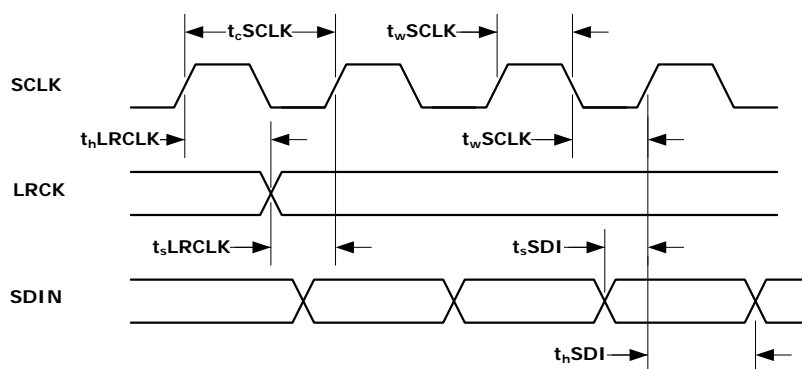 tcSCLK
twSCLK
SCLK
thLRCLK
twSCLK
LRCK
tsLRCLK
tsSDI
SDIN
thSDI